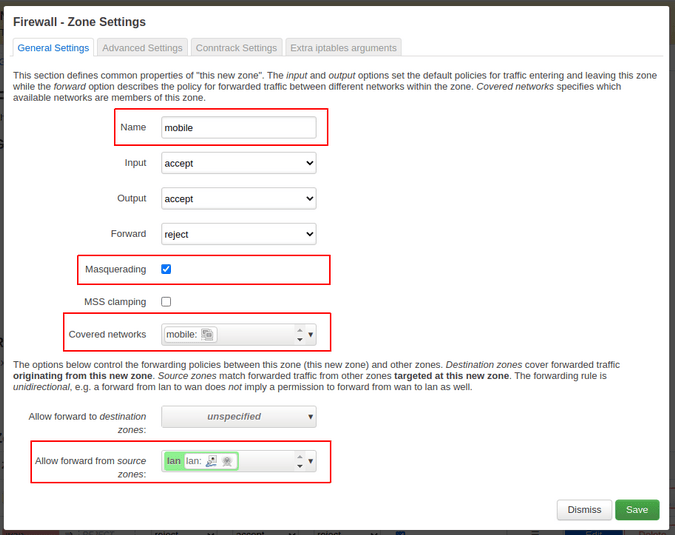 Firewall - Zone Settings
General Settings
Advanced Settings
Conntrack Settings
Extra iptables arguments
This section defines common properties of "this new zone". The input and output options set the default policies for traffic entering and leaving this zone
while the forward option describes the policy for forwarded traffic between different networks within the zone. Covered networks specifies which
available networks are members of this zone.
Name
mobile
Input
accept
Output
accept
Forward
reject
Masquerading
MSS clamping
Covered networks
mobile:
The options below control the forwarding policies between this zone (this new zone) and other zones. Destination zones cover forwarded traffic
originating from this new zone. Source zones match forwarded traffic from other zones targeted at this new zone. The forwarding rule is
unidirectional, e.g. a forward from lan to wan does not imply a permission to forward from wan to lan as well.
Allow forward to destination
zones:
unspecified
Allow forward from source
zones:
lan lan:
Dismiss
Save